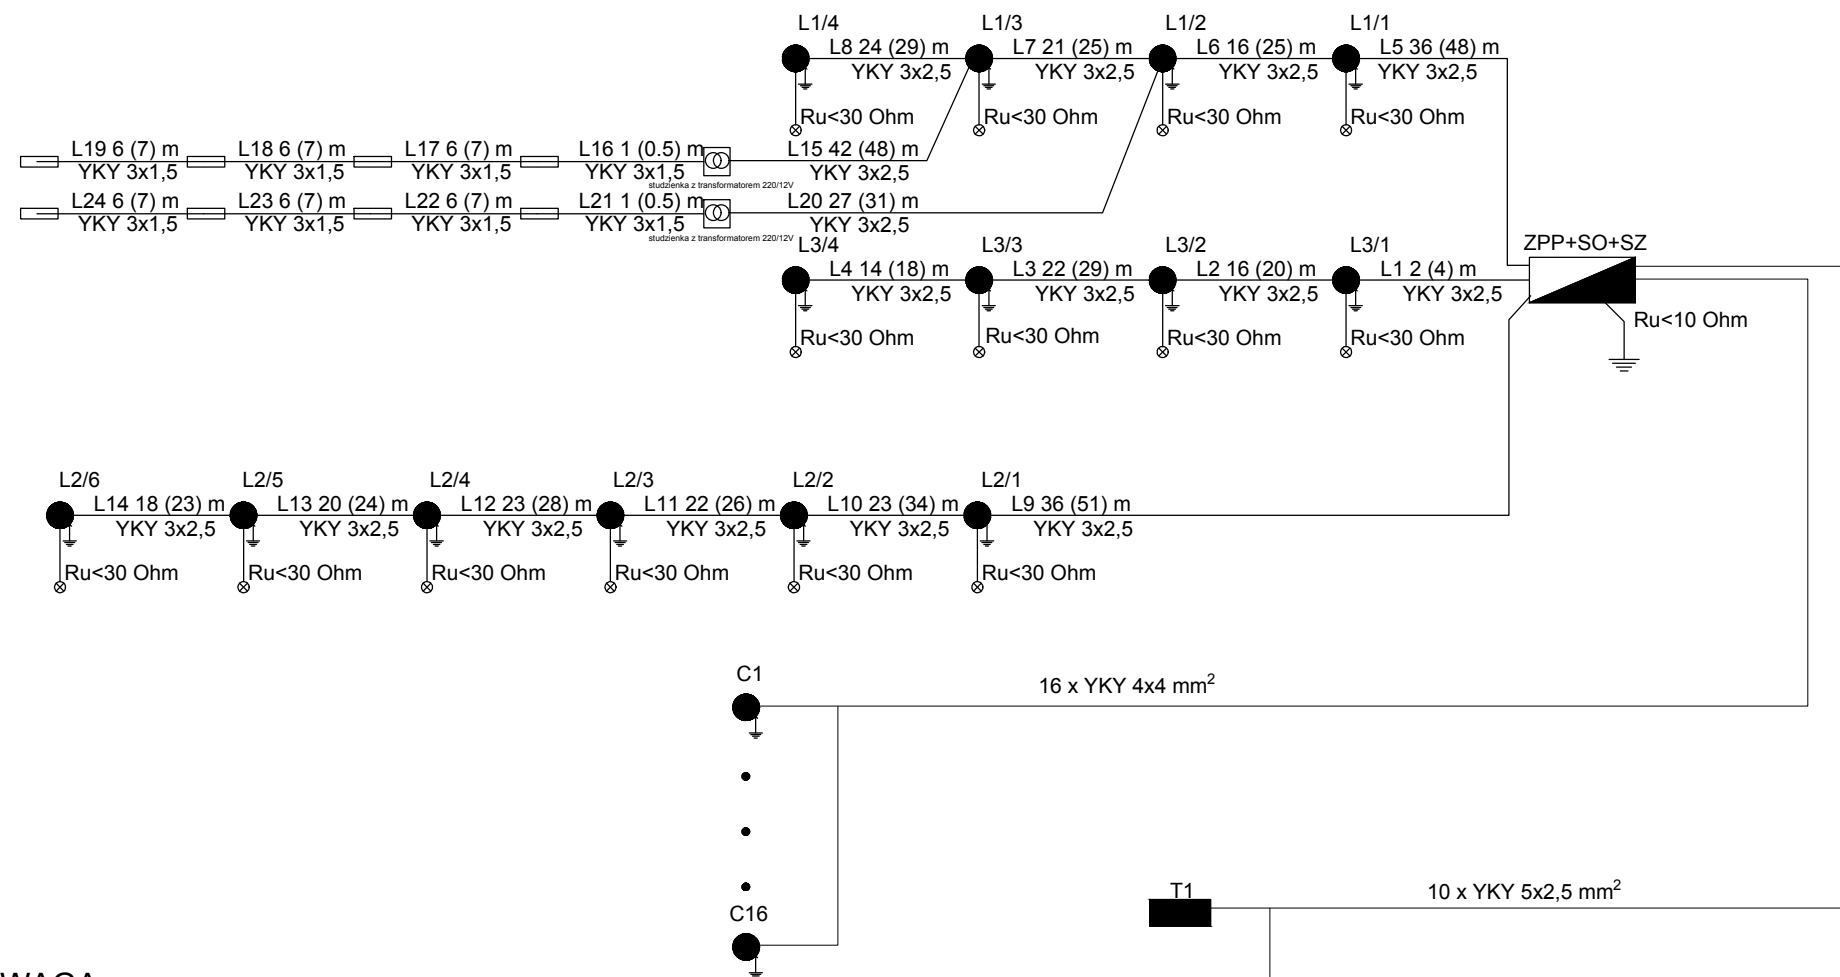 L1/4 L1/3 L1/2 L1/1
L8 24 (29) m L7 21 (25) m L6 16 (25) m L5 36 (48) m
YKY 3x2,5 YKY 3x2,5 YKY 3x2,5 YKY 3x2,5
Ru<30 Ohm Ru<30 Ohm Ru<30 Ohm Ru<30 Ohm
L19 6 (7) m L18 6 (7) m L17 6 (7) m L16 1 (0.5) m L15 42 (48) m
YKY 3x1,5 YKY 3x1,5 YKY 3x1,5 YKY 3x1,5 YKY 3x2,5
studzienka z transformatorem 220/12V
L24 6 (7) m L23 6 (7) m L22 6 (7) m L21 1 (0.5) m L20 27 (31) m
YKY 3x1,5 YKY 3x1,5 YKY 3x1,5 YKY 3x1,5 YKY 3x2,5
studzienka z transformatorem 220/12V
L3/4 L3/3 L3/2 L3/1 ZPP+SO+SZ
L4 14 (18) m L3 22 (29) m L2 16 (20) m L1 2 (4) m
YKY 3x2,5 YKY 3x2,5 YKY 3x2,5 YKY 3x2,5
Ru<10 Ohm
Ru<30 Ohm Ru<30 Ohm Ru<30 Ohm Ru<30 Ohm
L2/6 L2/5 L2/4 L2/3 L2/2 L2/1
L14 18 (23) m L13 20 (24) m L12 23 (28) m L11 22 (26) m L10 23 (34) m L9 36 (51) m
YKY 3x2,5 YKY 3x2,5 YKY 3x2,5 YKY 3x2,5 YKY 3x2,5 YKY 3x2,5
Ru<30 Ohm Ru<30 Ohm Ru<30 Ohm Ru<30 Ohm Ru<30 Ohm Ru<30 Ohm
C1
16 x YKY 4x4 mm²
T1 10 x YKY 5x2,5 mm²
C16